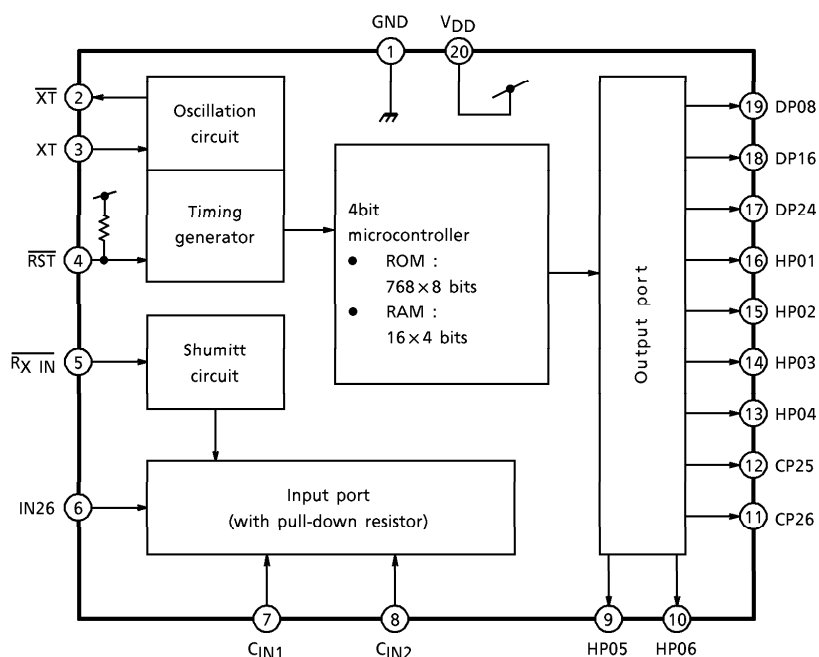 GND
VDD
1
20
XT
2
Oscillation
circuit
19
DP08
XT
3
18
DP16
Timing
generator
4bit
microcontroller
● ROM :
768×8 bits
● RAM :
16×4 bits
17
DP24
RST
4
16
HP01
Output port
15
HP02
RX IN
5
Shumitt
circuit
14
HP03
13
HP04
12
CP25
IN26
6
Input port
(with pull-down resistor)
11
CP26
7
8
9
10
CIN1
CIN2
HP05
HP06